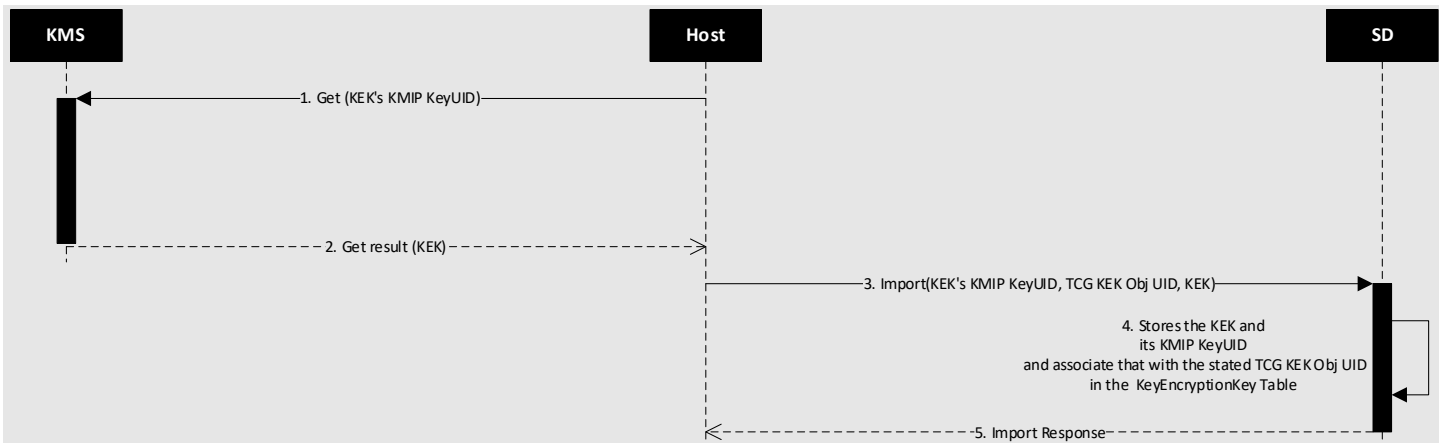 KMS
Host
SD
1. Get (KEK's KMIP KeyUID)
2. Get result (KEK)
3. Import(KEK's KMIP KeyUID, TCG KEK Obj UID, KEK)
4. Stores the KEK and
its KMIP KeyUID
and associate that with the stated TCG KEK Obj UID
in the KeyEncryptionKey Table
5. Import Response